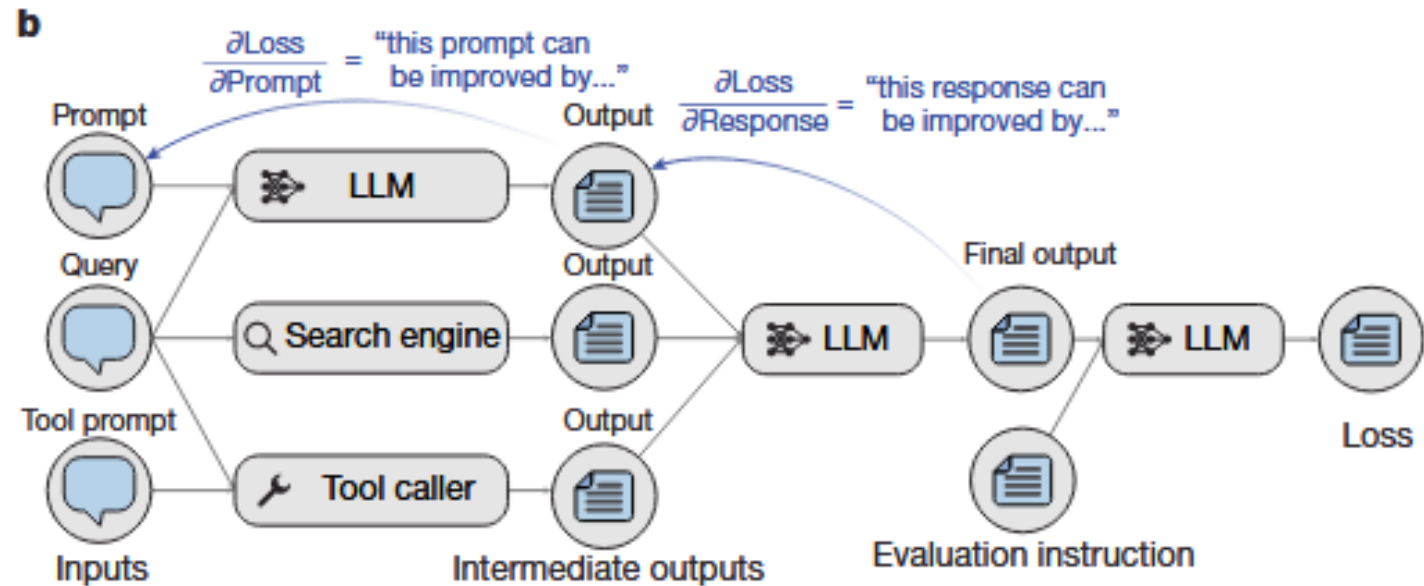 b
∂Loss
∂Prompt
=
“this prompt can
be improved by...”
∂Loss
∂Response
=
“this response can
be improved by...”
Prompt
Output
LLM
Query
Output
Final output
Search engine
LLM
LLM
Tool prompt
Output
Loss
Tool caller
Inputs
Intermediate outputs
Evaluation instruction